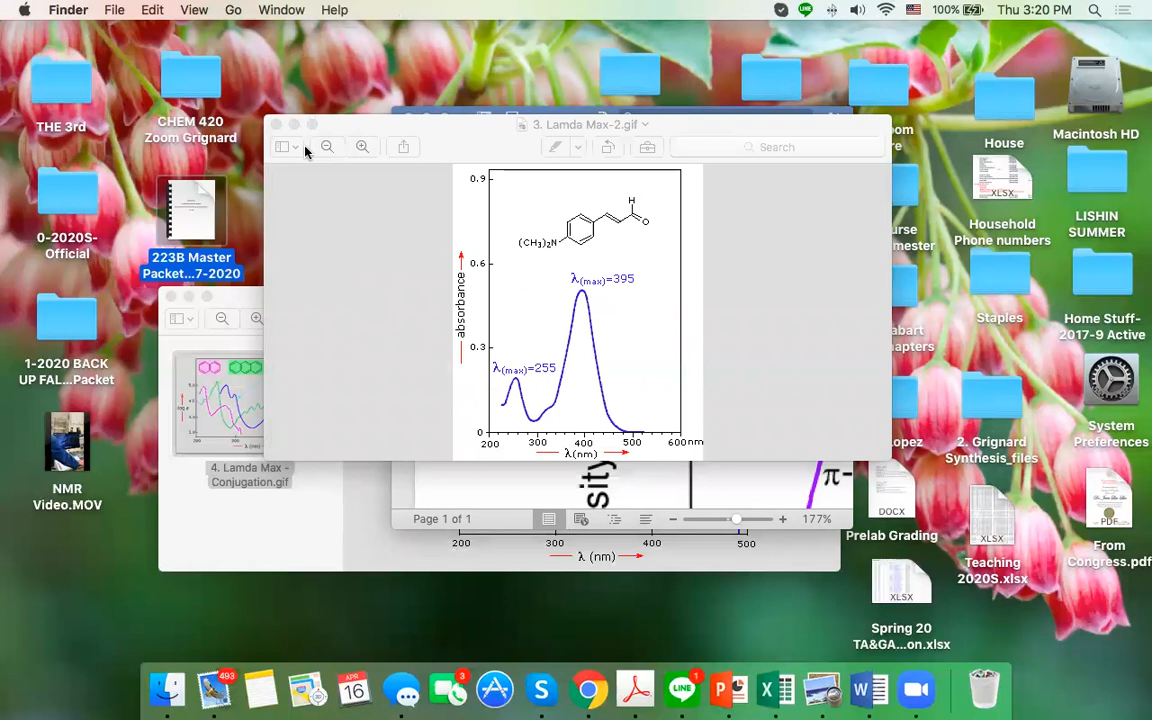 Finder File Edit View Go Window Help
100% Thu 3:20 PM
THE 3rd
CHEM 420
Zoom Grignard
0-2020S-
Official
223B Master
Packet...7-2020
1-2020 BACK
UP FAL...Packet
NMR
Video.MOV
3. Lamda Max-2.gif
Search
0.9
0.6
0.3
0
absorbance
(CH₃)₂N
H
O
λ(max)=395
λ(max)=255
200 300 400 500 600nm
λ(nm)
4. Lamda Max -
Conjugation.gif
sity
π-
Page 1 of 1
177%
200 300 400 500
λ (nm)
House
Macintosh HD
XLSX
Household
Phone numbers
LISHIN
SUMMER
Staples
Home Stuff-
2017-9 Active
Lopez
2. Grignard
Synthesis_files
System
Preferences
DOCX
Prelab Grading
XLSX
Teaching
2020S.xlsx
PDF
From
Congress.pdf
XLSX
Spring 20
TA&GA...on.xlsx
493
APR
16
3
1
LINE